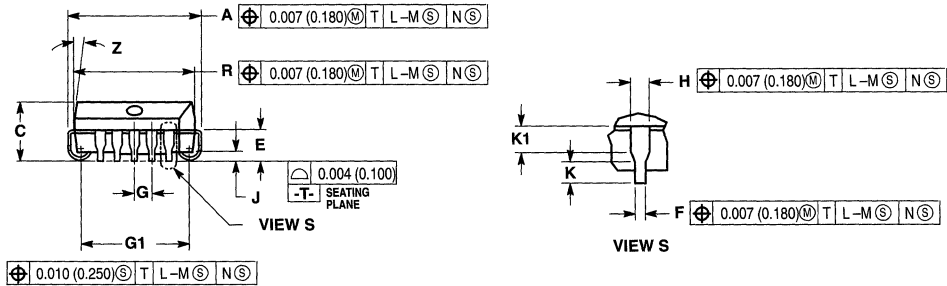 A ⌖ 0.007 (0.180) Ⓜ T L–M Ⓢ N Ⓢ
Z
R ⌖ 0.007 (0.180) Ⓜ T L–M Ⓢ N Ⓢ
H ⌖ 0.007 (0.180) Ⓜ T L–M Ⓢ N Ⓢ
C
E
K1
K
G
J
⌓ 0.004 (0.100)
-T- SEATING
PLANE
VIEW S
F ⌖ 0.007 (0.180) Ⓜ T L–M Ⓢ N Ⓢ
G1
VIEW S
⌖ 0.010 (0.250) Ⓢ T L–M Ⓢ N Ⓢ